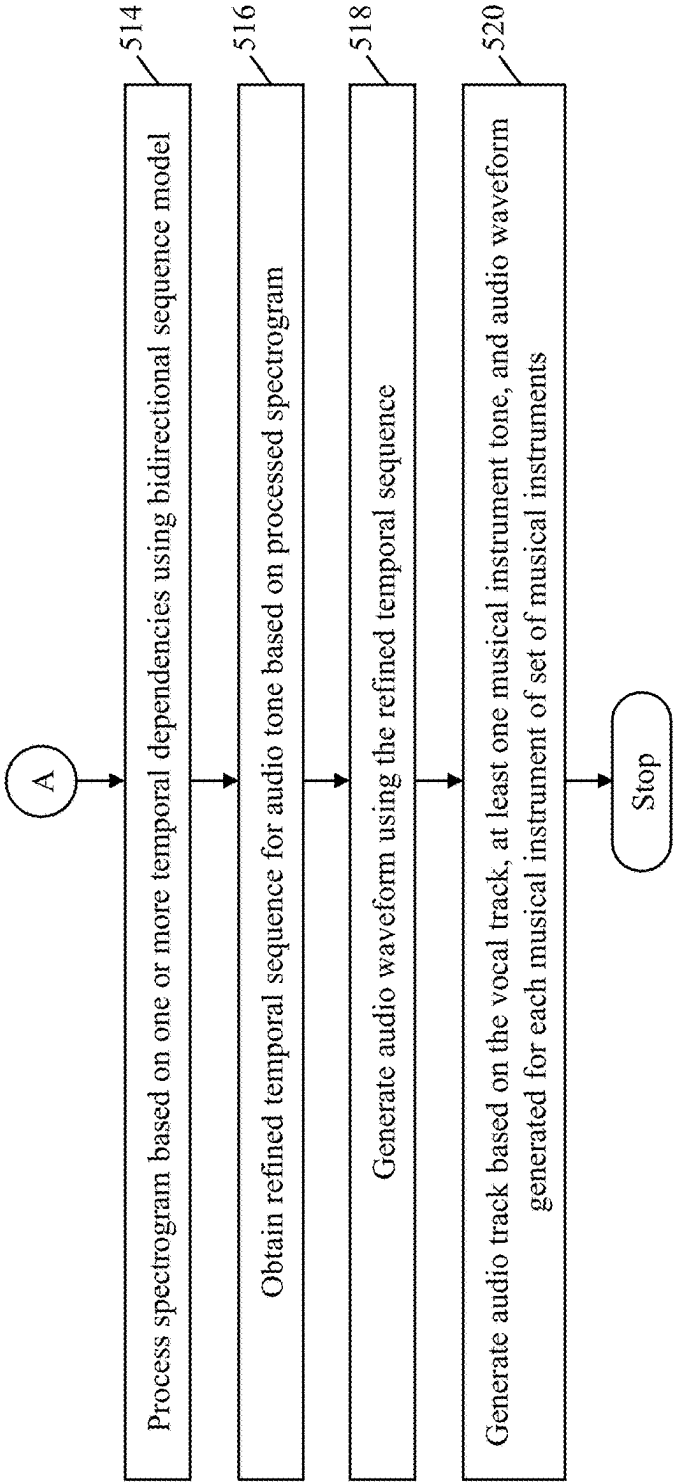 A
514
Process spectrogram based on one or more temporal dependencies using bidirectional sequence model
516
Obtain refined temporal sequence for audio tone based on processed spectrogram
518
Generate audio waveform using the refined temporal sequence
520
Generate audio track based on the vocal track, at least one musical instrument tone, and audio waveform
generated for each musical instrument of set of musical instruments
Stop